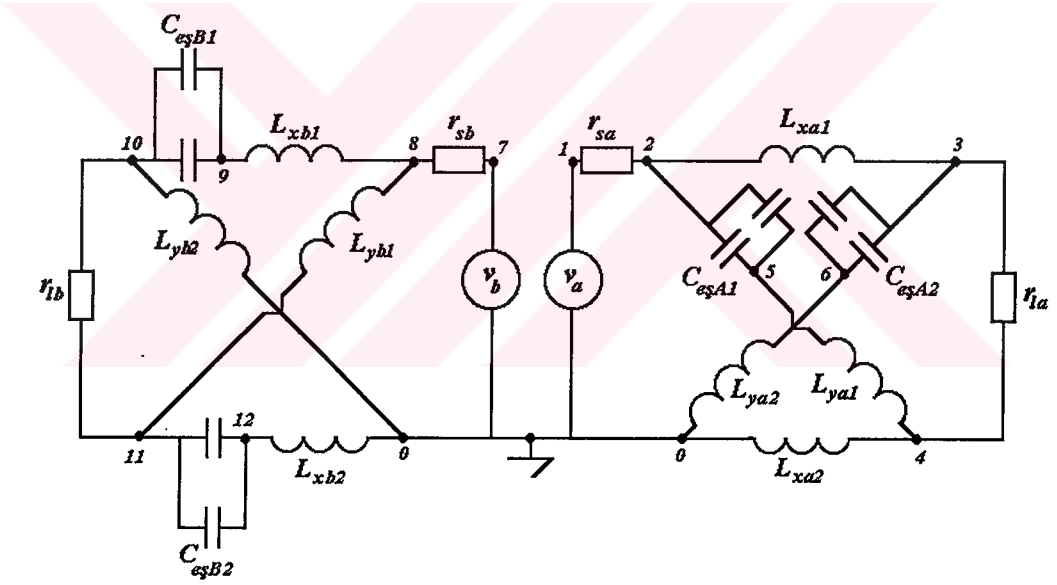 CeşB1
Lxb1
rsb
rsa
Lxa1
10
9
8
7
1
2
3
Lyb2
Lyb1
rlb
vb
va
CeşA1
5
6
CeşA2
rla
Lya2
Lya1
12
11
Lxb2
0
0
Lxa2
4
CeşB2